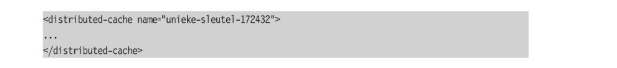 <distributed-cache name="unieke-sleutel-172432">
...
</distributed-cache>